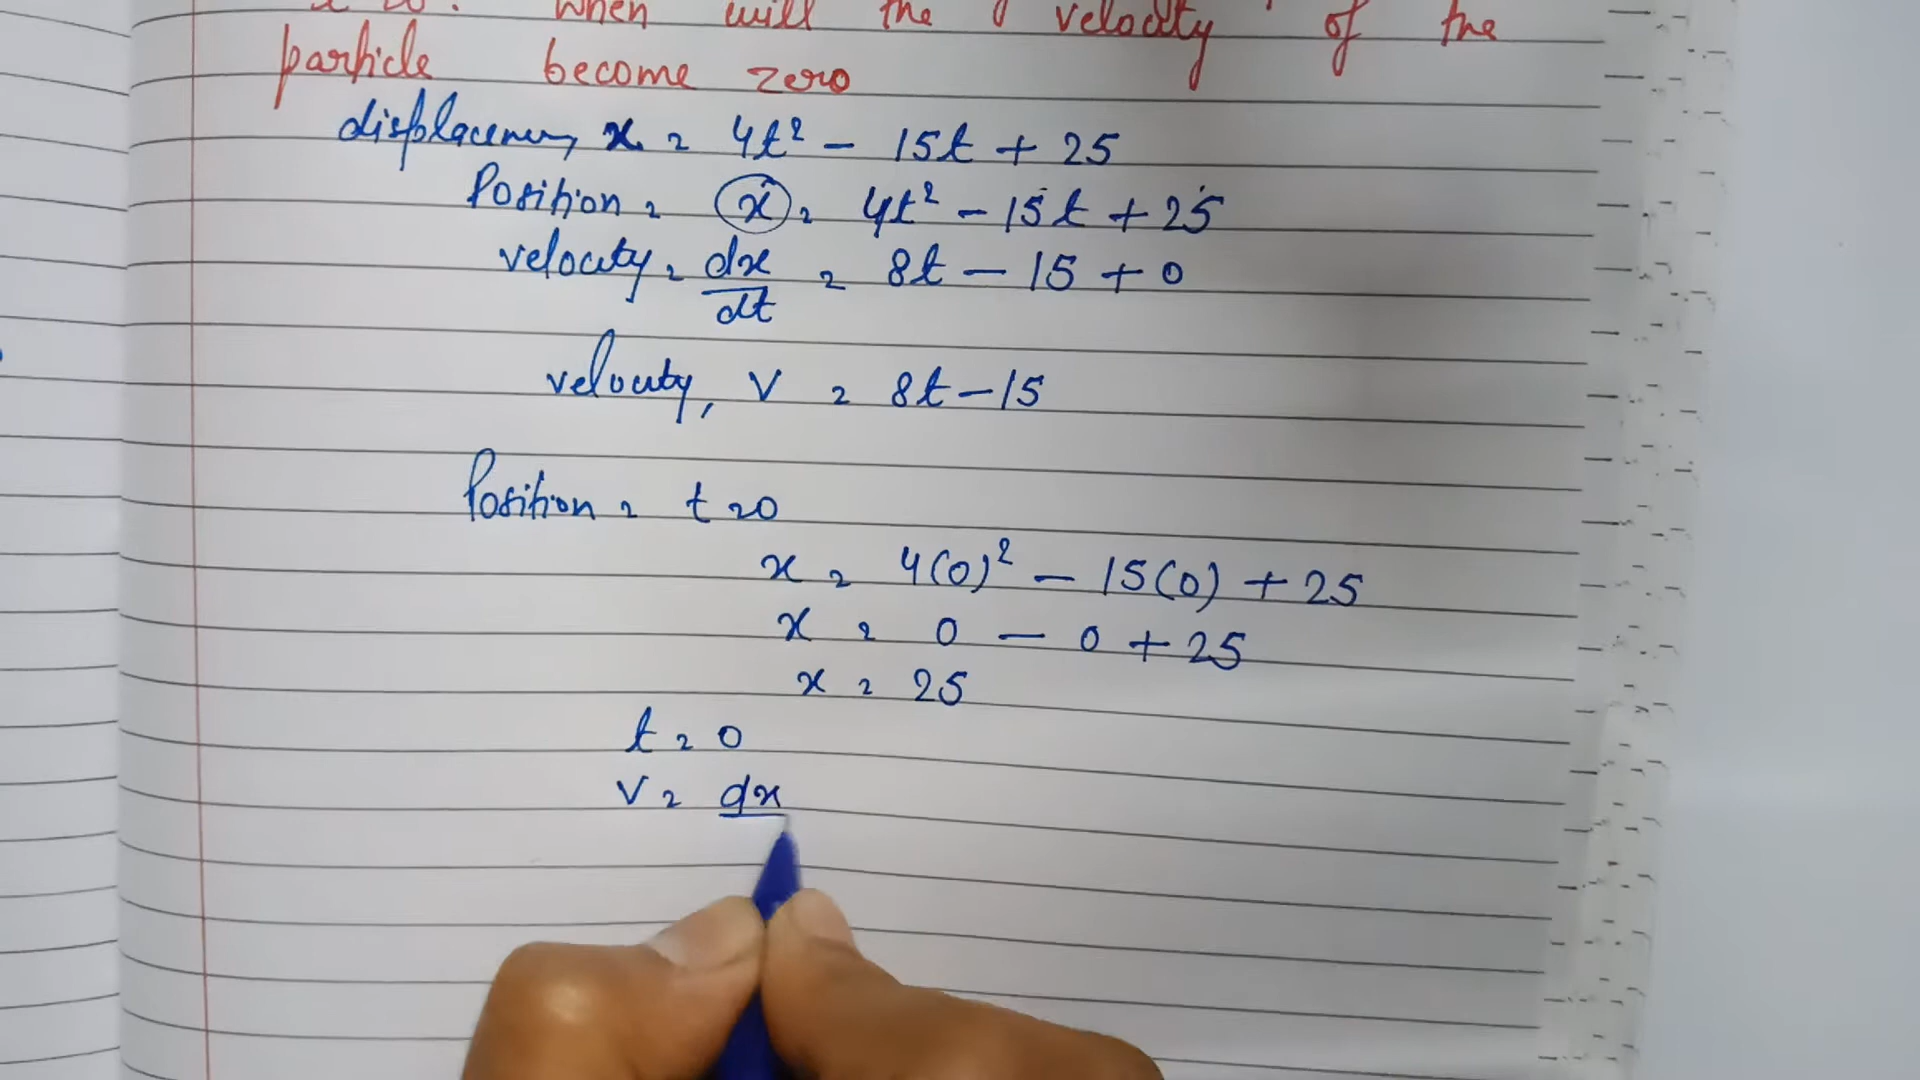 When will the velocity of the
particle become zero
x = 4t² - 15t + 25
Position = x = 4t² - 15t + 25
velocity = dx/dt = 8t - 15 + 0
velocity, v = 8t - 15
Position = t = 0
x = 4(0)² - 15(0) + 25
x = 0 - 0 + 25
x = 25
t = 0
v = dx